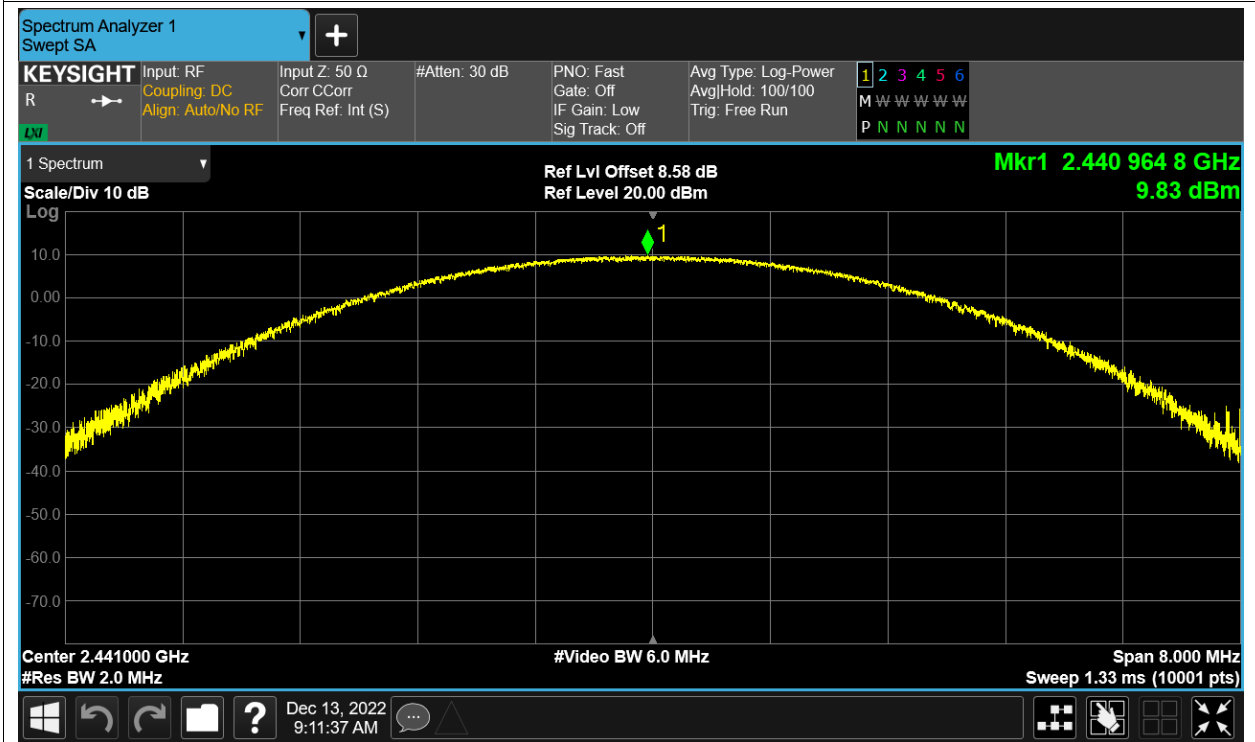 Spectrum Analyzer 1
Swept SA
+
KEYSIGHT
R
LXI
Input: RF
Coupling: DC
Align: Auto/No RF
Input Z: 50 Ω
Corr CCorr
Freq Ref: Int (S)
#Atten: 30 dB
PNO: Fast
Gate: Off
IF Gain: Low
Sig Track: Off
Avg Type: Log-Power
Avg|Hold: 100/100
Trig: Free Run
1 2 3 4 5 6
M W W W W W
P N N N N N
1 Spectrum
Scale/Div 10 dB
Log
Ref Lvl Offset 8.58 dB
Ref Level 20.00 dBm
Mkr1 2.440 964 8 GHz
9.83 dBm
1
10.0
0.00
-10.0
-20.0
-30.0
-40.0
-50.0
-60.0
-70.0
Center 2.441000 GHz
#Video BW 6.0 MHz
Span 8.000 MHz
#Res BW 2.0 MHz
Sweep 1.33 ms (10001 pts)
?
Dec 13, 2022
9:11:37 AM